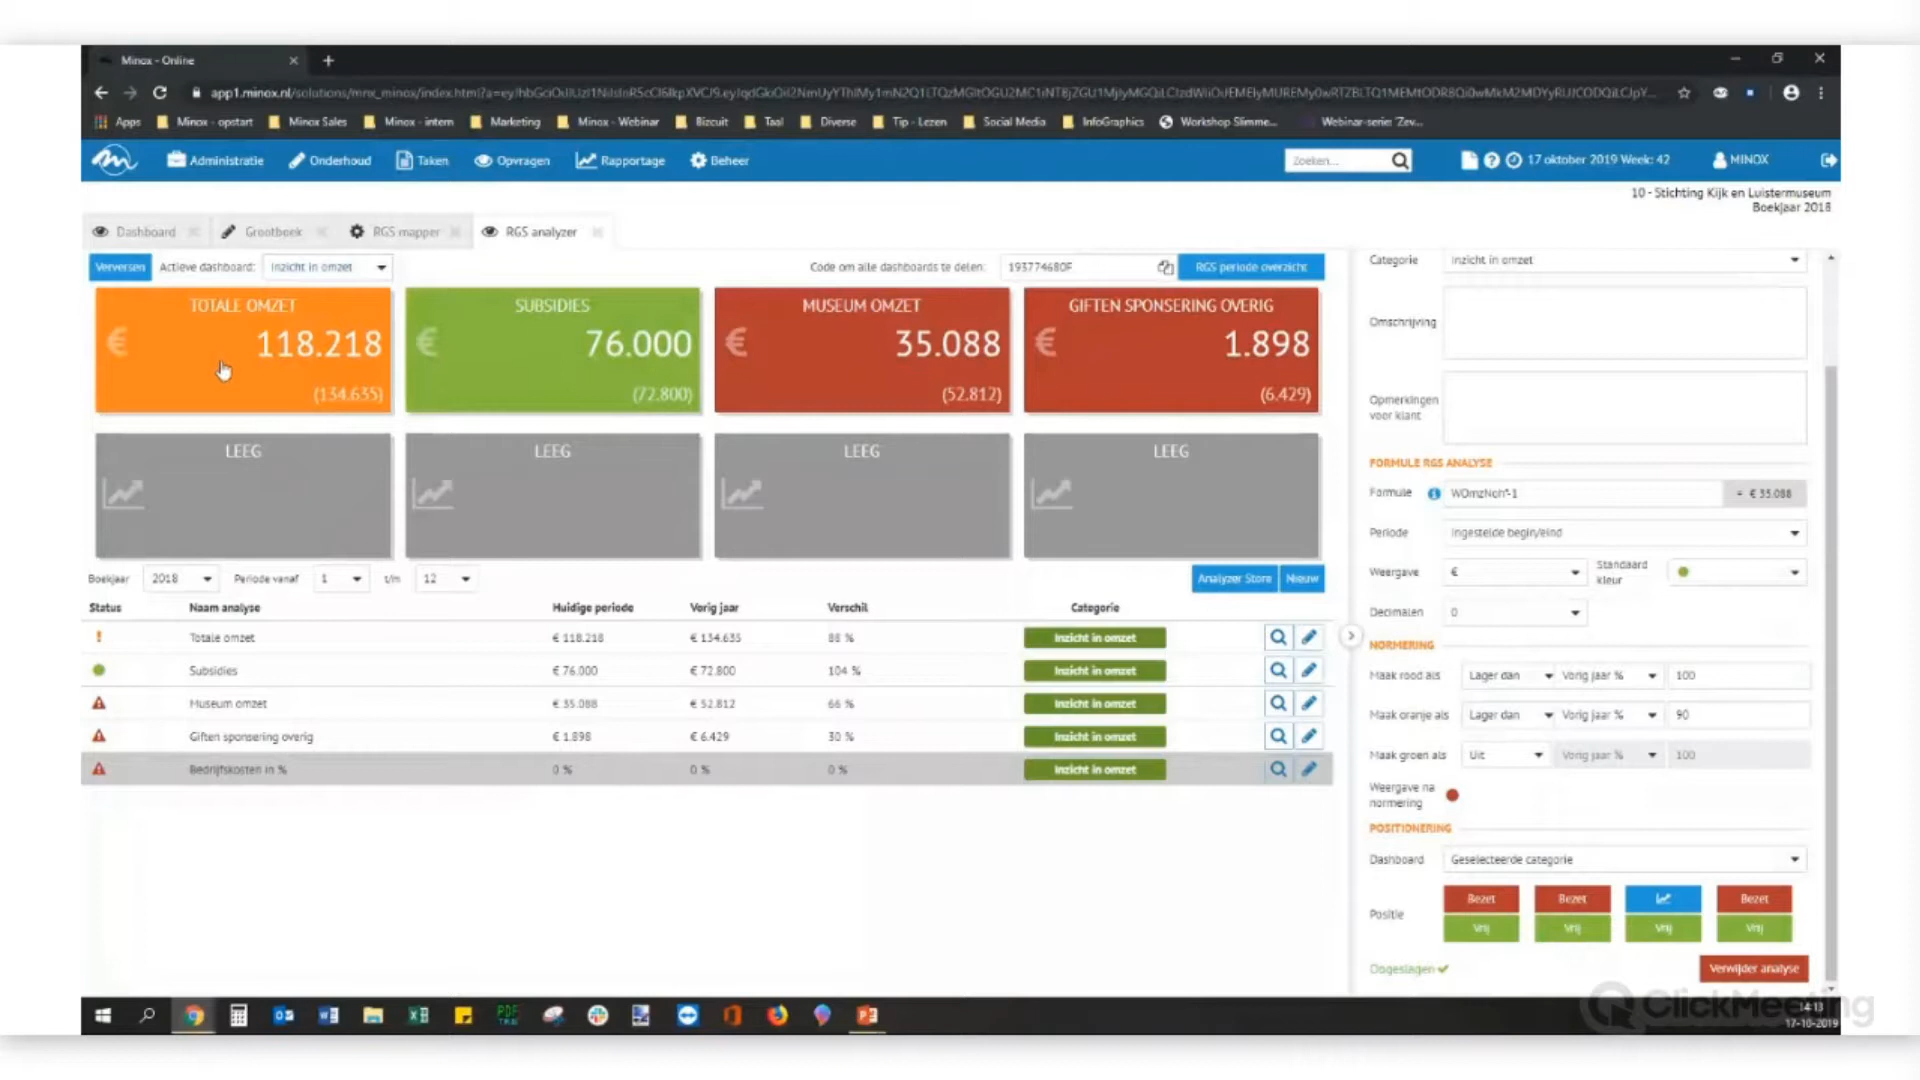 Minox - Online
Apps
Minox - opstart
Minox Sales
Minox - intern
Marketing
Minox - Webinar
Bizcuit
Taal
Diverse
Tip - Lezen
Social Media
InfoGraphics
Workshop Slimme...
Webinar-serie 'Zev...
Administratie
Onderhoud
Taken
Opvragen
Rapportage
Beheer
Zoeken...
17 oktober 2019 Week: 42
MINOX
10 - Stichting Kijk en Luistermuseum
Boekjaar 2018
Dashboard
Grootboek
RGS mapper
RGS analyzer
Verversen
Actieve dashboard:
Inzicht in omzet
Code om alle dashboards te delen:
193774680F
RGS periode overzicht
TOTALE OMZET
€ 118.218
(134.635)
SUBSIDIES
€ 76.000
(72.800)
MUSEUM OMZET
€ 35.088
(52.812)
GIFTEN SPONSERING OVERIG
€ 1.898
(6.429)
LEEG
LEEG
LEEG
LEEG
Boekjaar 2018 Periode vanaf 1 t/m 12
Analyzer Store
Nieuw
Status Naam analyse Huidige periode Vorig jaar Verschil Categorie
Totale omzet € 118.218 € 134.635 88 % Inzicht in omzet
Subsidies € 76.000 € 72.800 104 % Inzicht in omzet
Museum omzet € 35.088 € 52.812 66 % Inzicht in omzet
Giften sponsering overig € 1.898 € 6.429 30 % Inzicht in omzet
Bedrijfskosten in % 0 % 0 % 0 % Inzicht in omzet
Categorie Inzicht in omzet
Omschrijving
Opmerkingen
voor klant
FORMULE RGS ANALYSE
Formule WOmzNoh*-1 = € 35.088
Periode Ingestelde begin/eind
Weergave € Standaard
kleur
Decimalen 0
NORMERING
Maak rood als Lager dan Vorig jaar % 100
Maak oranje als Lager dan Vorig jaar % 90
Maak groen als Uit Vorig jaar % 100
Weergave na
normering
POSITIONERING
Dashboard Geselecteerde categorie
Bezet Bezet Bezet
Positie
Vrij Vrij Vrij Vrij
Opgeslagen
Verwijder analyse
ClickMeeting
14:13
17-10-2019